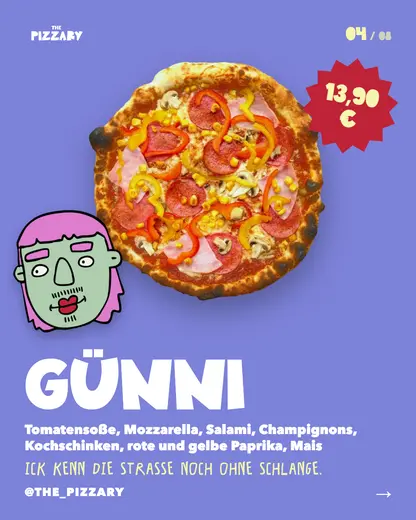 THE
PIZZARY
04 / 08
13,90
€
GÜNNI
Tomatensoße, Mozzarella, Salami, Champignons,
Kochschinken, rote und gelbe Paprika, Mais
ICK KENN DIE STRASSE NOCH OHNE SCHLANGE.
@THE_PIZZARY →